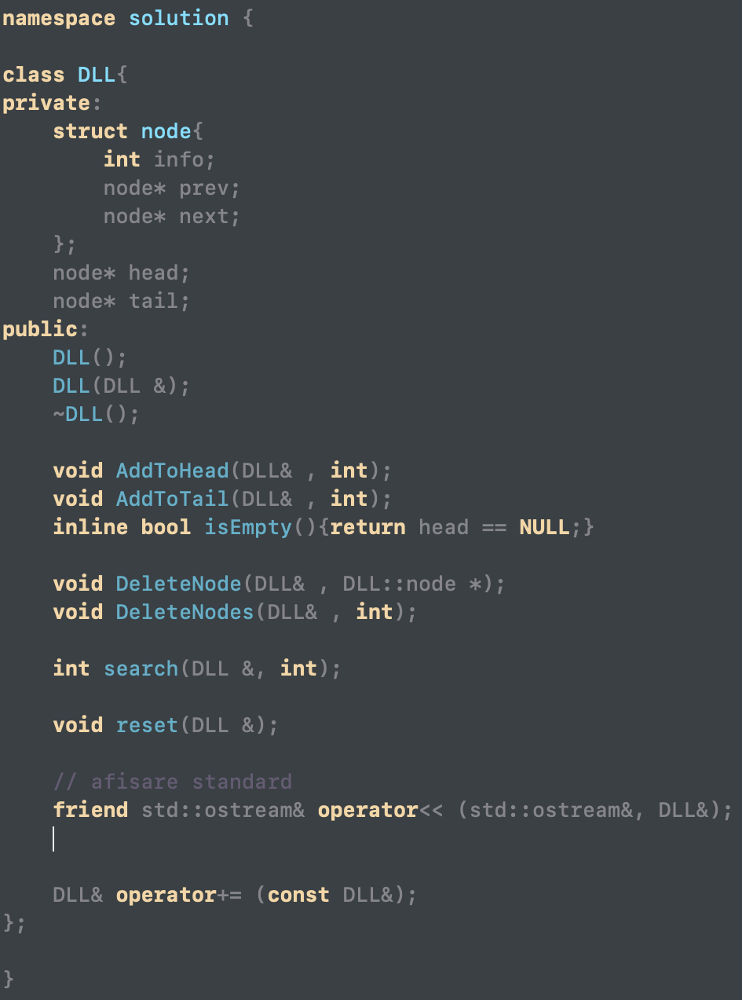 namespace solution {
class DLL{
private:
    struct node{
        int info;
        node* prev;
        node* next;
    };
    node* head;
    node* tail;
public:
    DLL();
    DLL(DLL &);
    ~DLL();
    void AddToHead(DLL& , int);
    void AddToTail(DLL& , int);
    inline bool isEmpty(){return head == NULL;}
    void DeleteNode(DLL& , DLL::node *);
    void DeleteNodes(DLL& , int);
    int search(DLL &, int);
    void reset(DLL &);
    // afisare standard
    friend std::ostream& operator<< (std::ostream&, DLL&);
    DLL& operator+= (const DLL&);
};
}